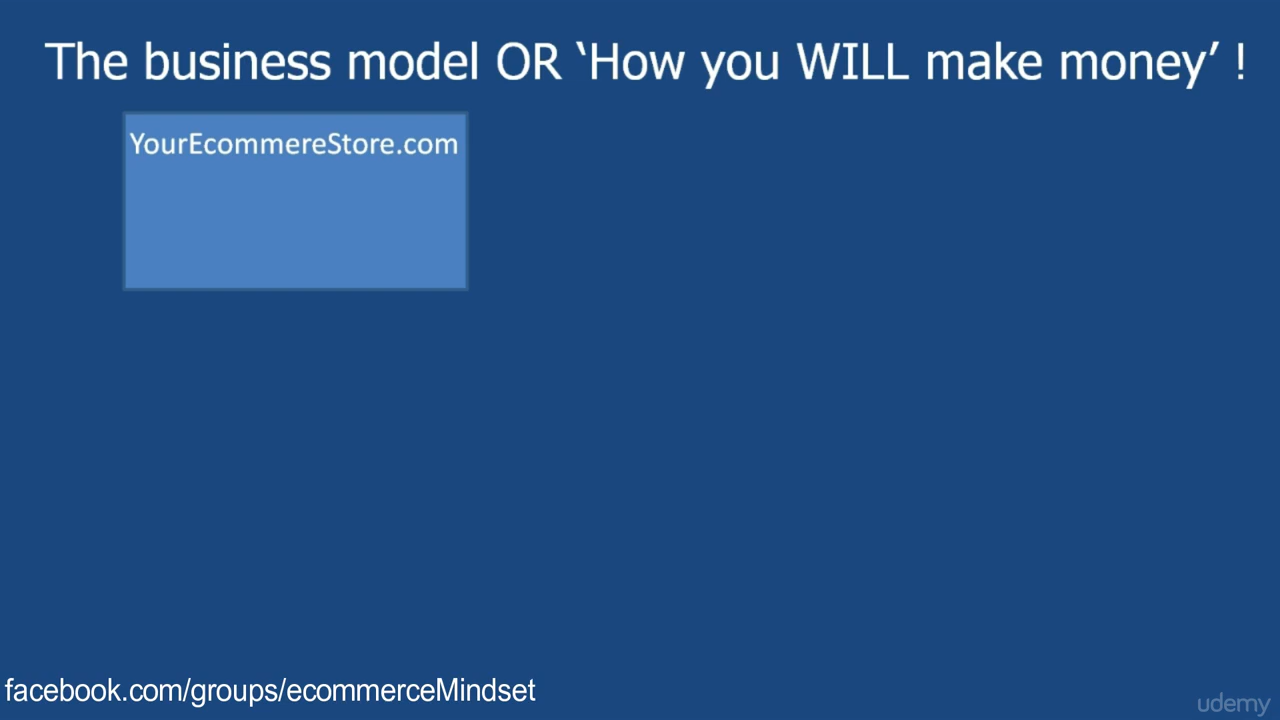 The business model OR ‘How you WILL make money’ !
YourEcommereStore.com
facebook.com/groups/ecommerceMindset
udemy